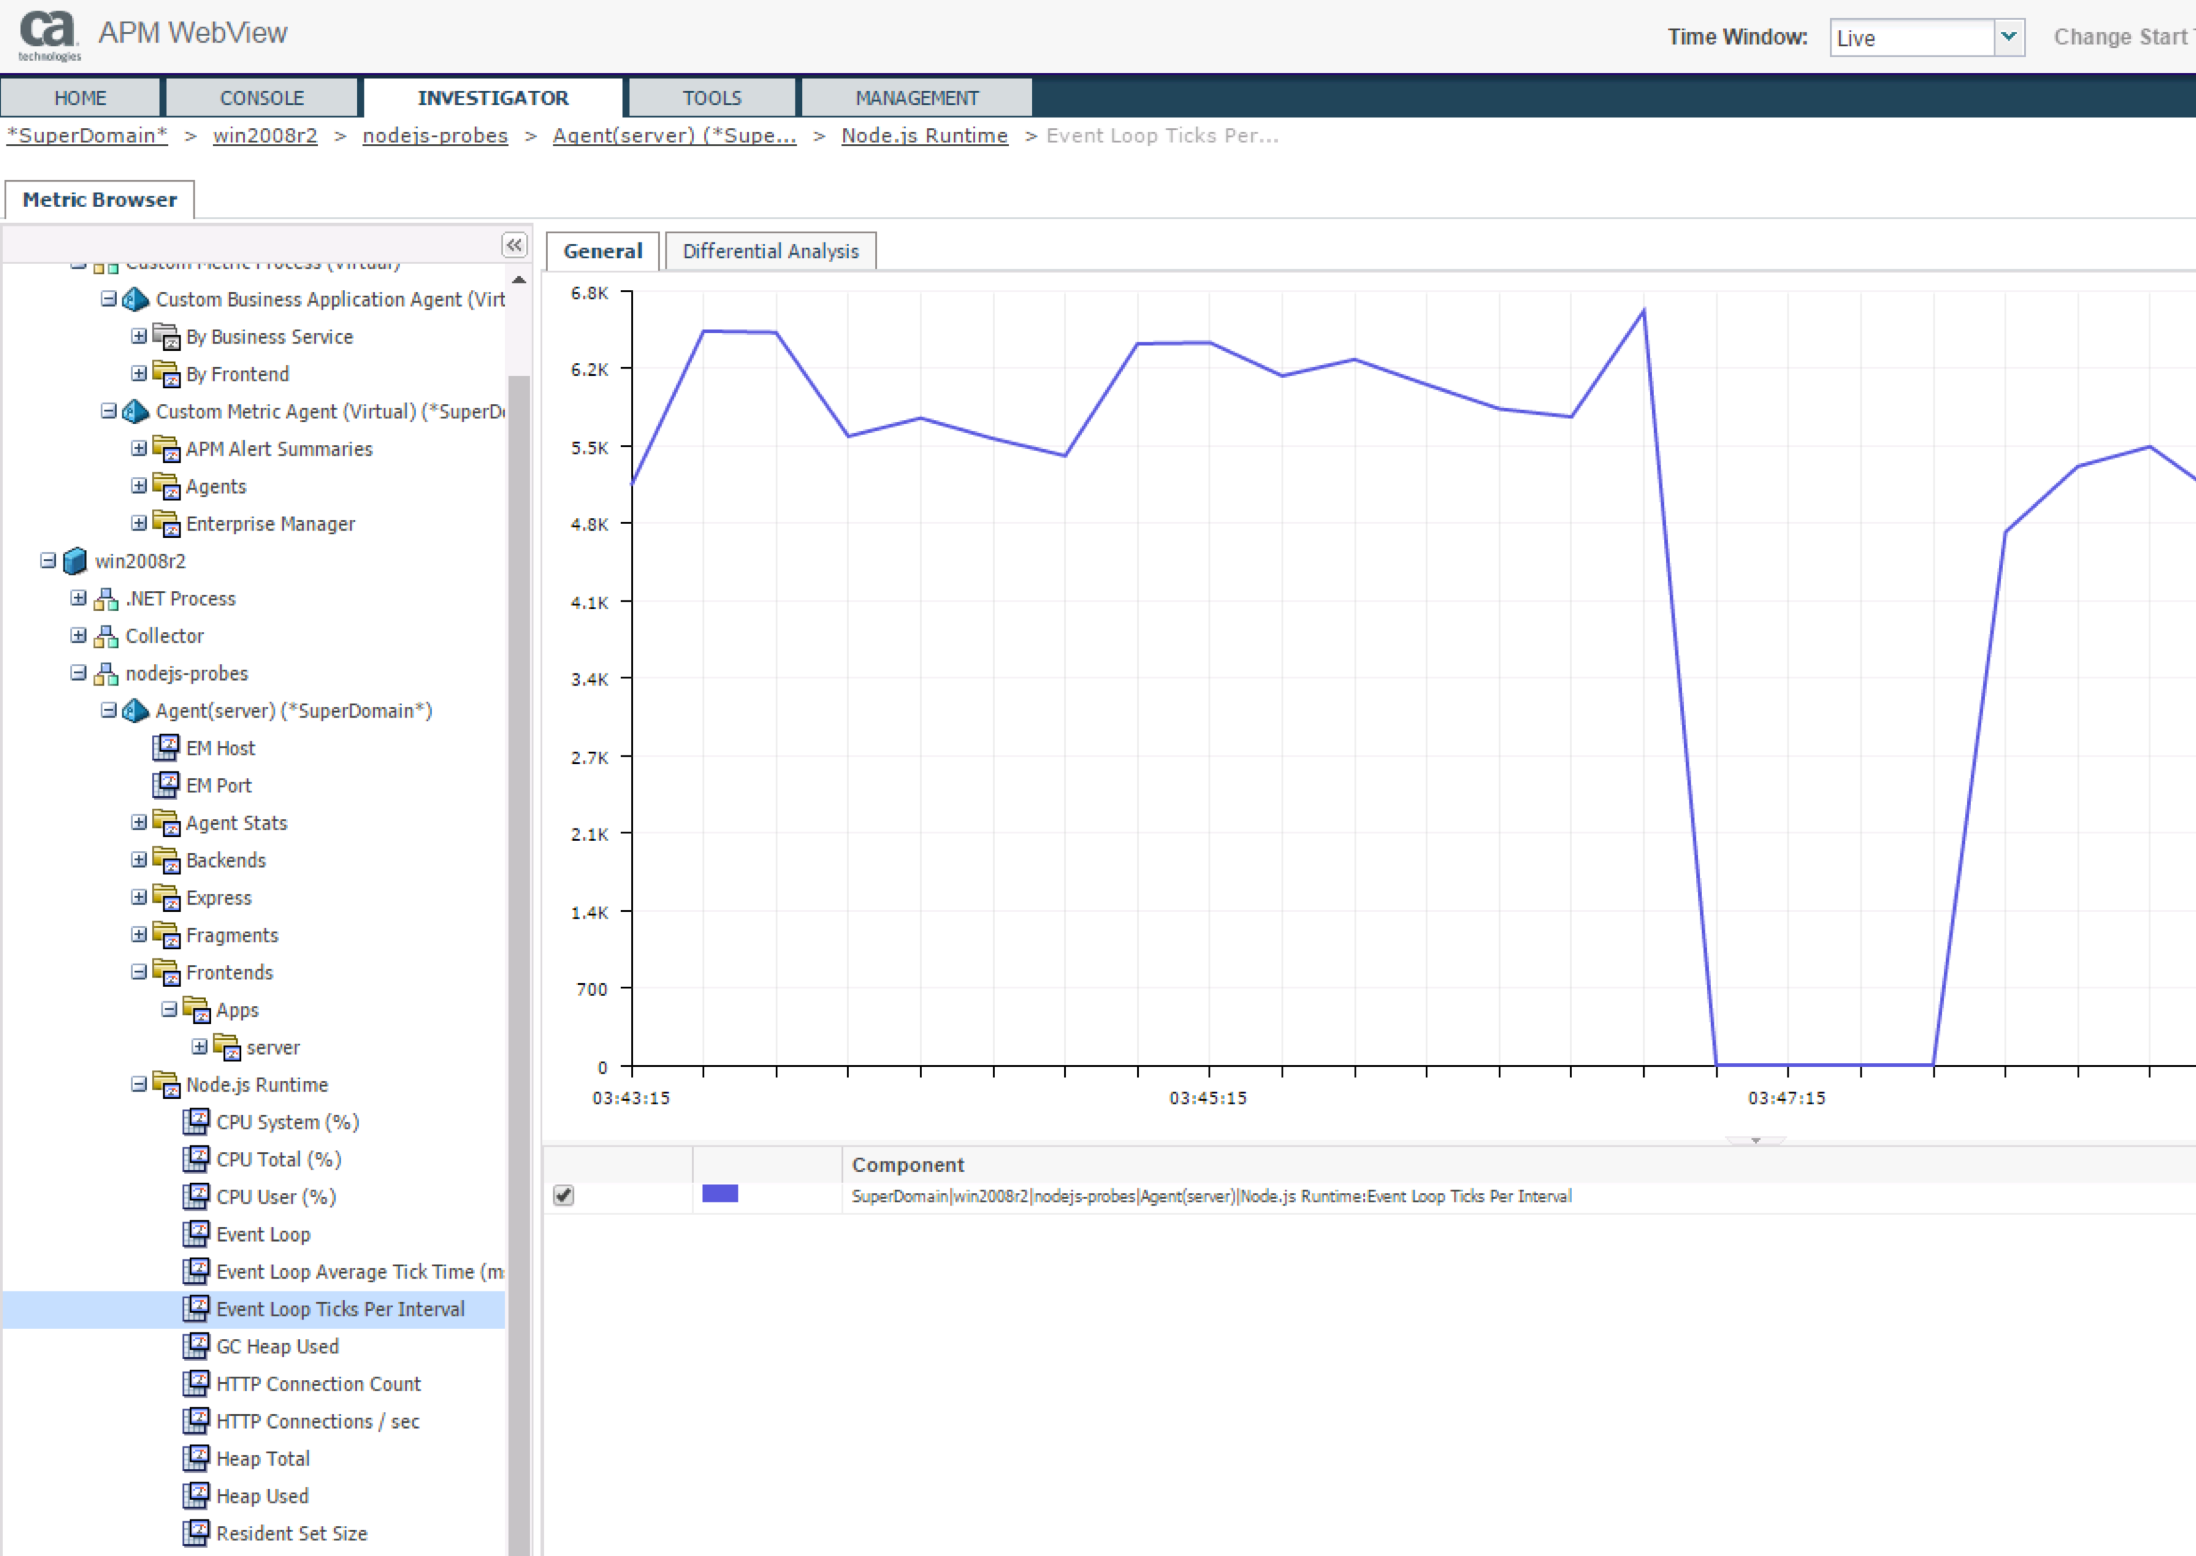 ca technologies APM WebView Time Window: Live Change Start
HOME CONSOLE INVESTIGATOR TOOLS MANAGEMENT
*SuperDomain* > win2008r2 > nodejs-probes > Agent(server) (*Supe... > Node.js Runtime > Event Loop Ticks Per...
Metric Browser
Custom Metric Process (Virtual)
Custom Business Application Agent (Virt
By Business Service
By Frontend
Custom Metric Agent (Virtual) (*SuperD
APM Alert Summaries
Agents
Enterprise Manager
win2008r2
.NET Process
Collector
nodejs-probes
Agent(server) (*SuperDomain*)
EM Host
EM Port
Agent Stats
Backends
Express
Fragments
Frontends
Apps
server
Node.js Runtime
CPU System (%)
CPU Total (%)
CPU User (%)
Event Loop
Event Loop Average Tick Time (m
Event Loop Ticks Per Interval
GC Heap Used
HTTP Connection Count
HTTP Connections / sec
Heap Total
Heap Used
Resident Set Size
General Differential Analysis
6.8K
6.2K
5.5K
4.8K
4.1K
3.4K
2.7K
2.1K
1.4K
700
0
03:43:15 03:45:15 03:47:15
Component
SuperDomain|win2008r2|nodejs-probes|Agent(server)|Node.js Runtime:Event Loop Ticks Per Interval